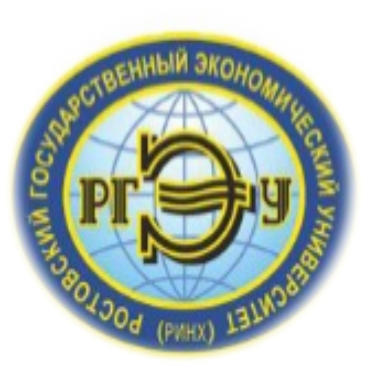 РОСТОВСКИЙ ГОСУДАРСТВЕННЫЙ ЭКОНОМИЧЕСКИЙ УНИВЕРСИТЕТ
(РИНХ)
РГЭУ